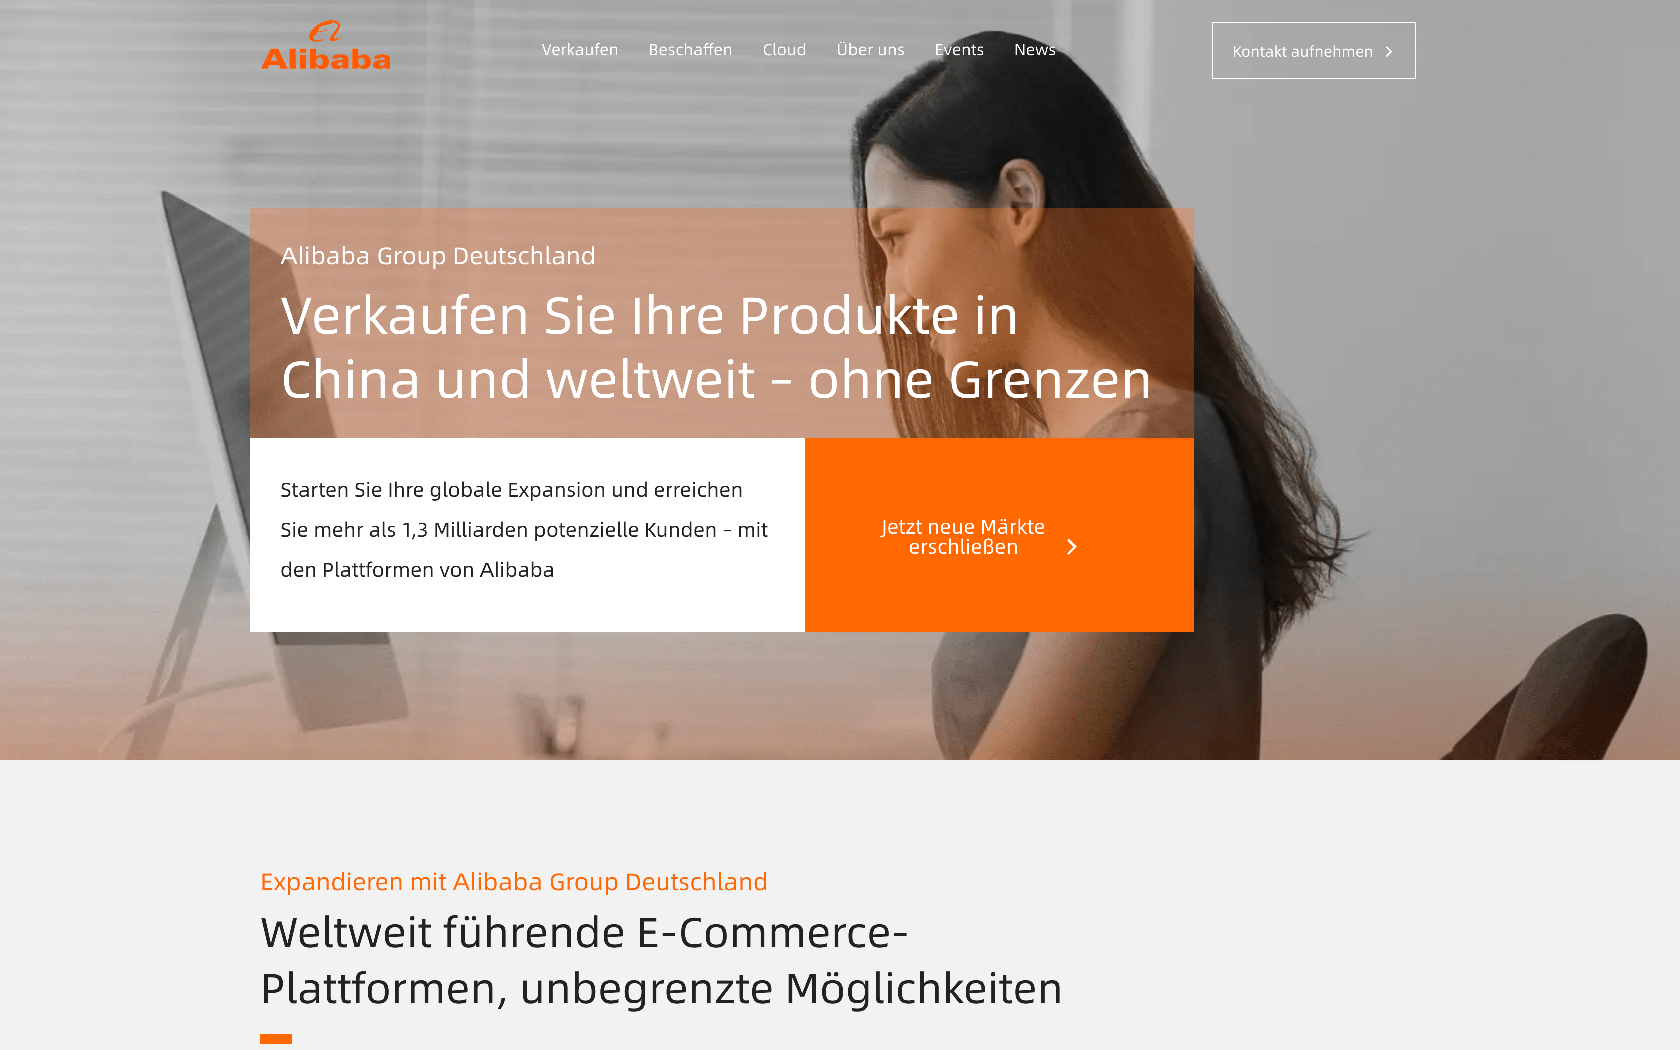 Alibaba
Verkaufen
Beschaffen
Cloud
Über uns
Events
News
Kontakt aufnehmen
Alibaba Group Deutschland
Verkaufen Sie Ihre Produkte in
China und weltweit – ohne Grenzen
Starten Sie Ihre globale Expansion und erreichen
Sie mehr als 1,3 Milliarden potenzielle Kunden – mit
den Plattformen von Alibaba
Jetzt neue Märkte
erschließen
Expandieren mit Alibaba Group Deutschland
Weltweit führende E-Commerce-
Plattformen, unbegrenzte Möglichkeiten